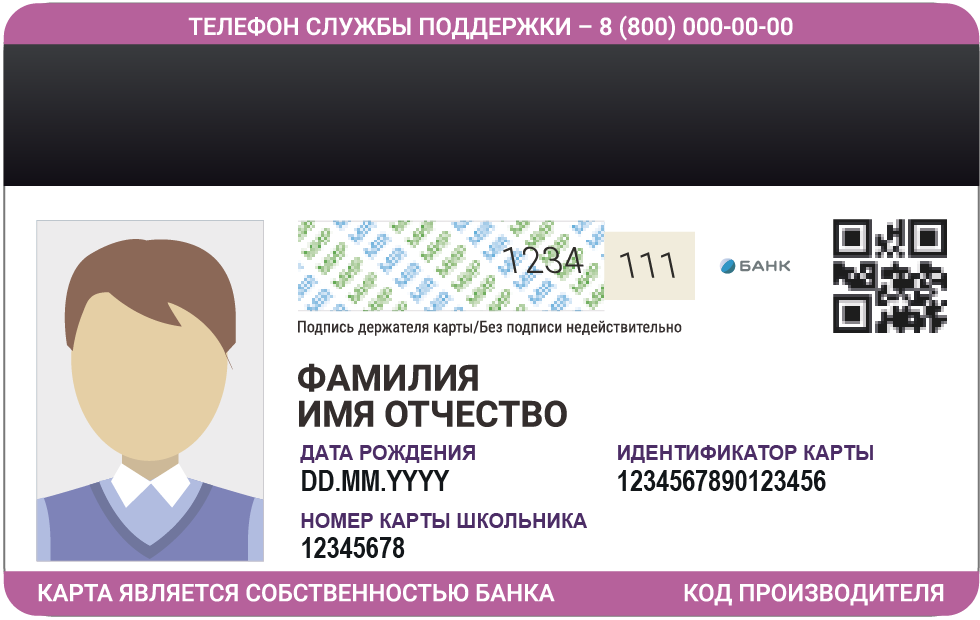 ТЕЛЕФОН СЛУЖБЫ ПОДДЕРЖКИ – 8 (800) 000-00-00
1234 111 БАНК
Подпись держателя карты/Без подписи недействительно
ФАМИЛИЯ
ИМЯ ОТЧЕСТВО
ДАТА РОЖДЕНИЯ ИДЕНТИФИКАТОР КАРТЫ
DD.MM.YYYY 1234567890123456
НОМЕР КАРТЫ ШКОЛЬНИКА
12345678
КАРТА ЯВЛЯЕТСЯ СОБСТВЕННОСТЬЮ БАНКА КОД ПРОИЗВОДИТЕЛЯ